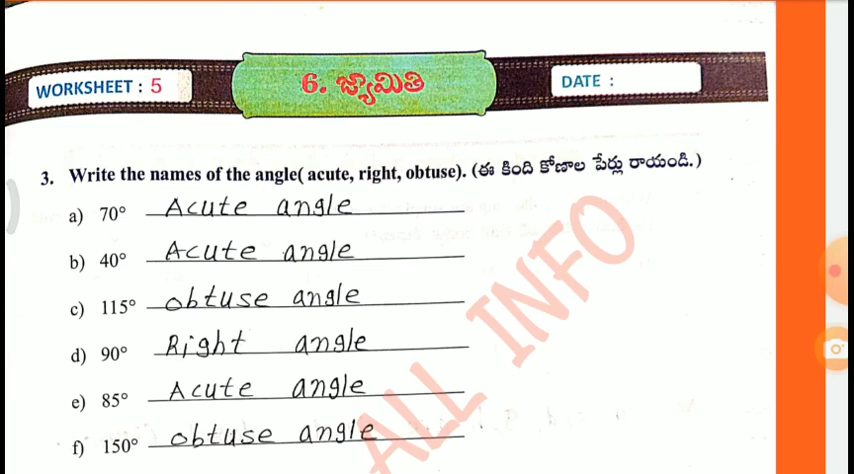 WORKSHEET : 5
6. జ్యామితి
DATE :
3. Write the names of the angle( acute, right, obtuse). (ఈ కింది కోణాల పేర్లు రాయండి.)
a) 70° Acute angle
b) 40° Acute angle
c) 115° obtuse angle
d) 90° Right angle
e) 85° Acute angle
f) 150° obtuse angle
ALL INFO